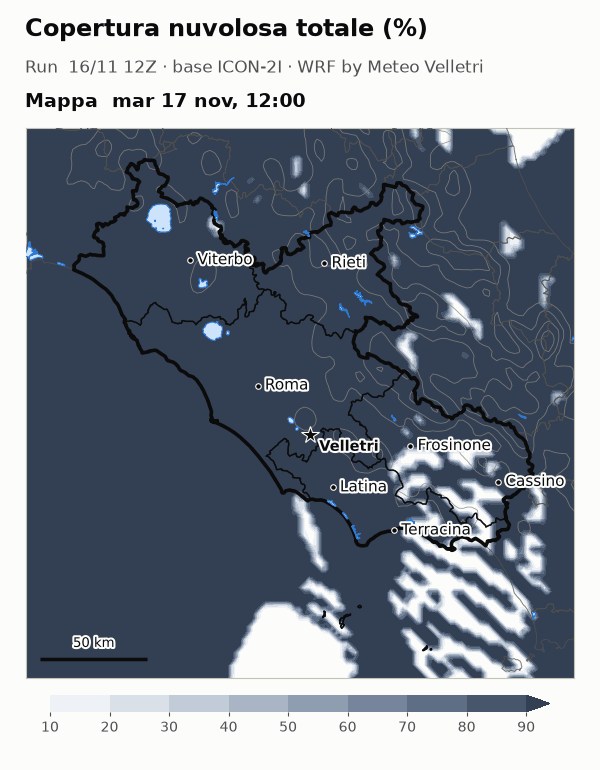 Copertura nuvolosa totale (%)
Run 16/11 12Z · base ICON-2I · WRF by Meteo Velletri
Mappa mar 17 nov, 12:00
Viterbo
Rieti
Roma
Velletri
Frosinone
Cassino
Latina
Terracina
50 km
10 20 30 40 50 60 70 80 90